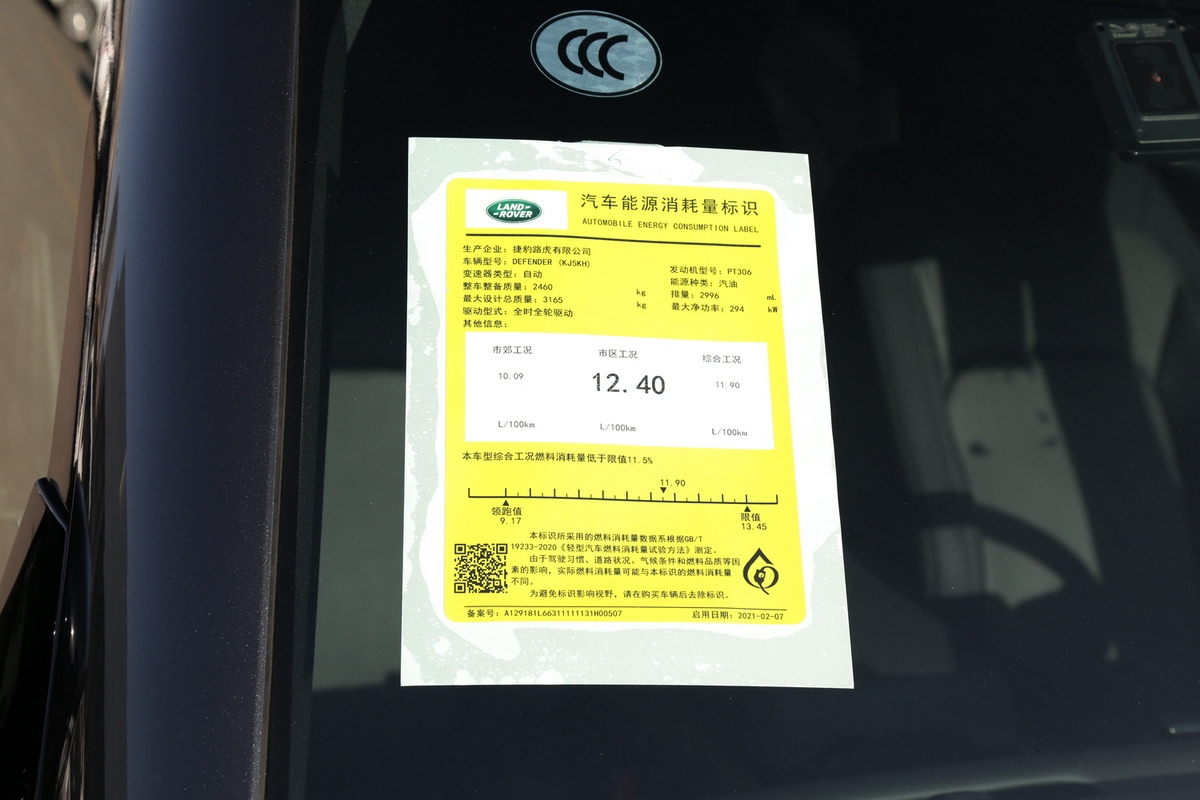 CCC
LAND-
-ROVER
汽车能源消耗量标识
AUTOMOBILE ENERGY CONSUMPTION LABEL
生产企业：捷豹路虎有限公司
车辆型号：DEFENDER (KJ5KH)
变速器类型：自动
发动机型号：PT306
整车整备质量：2460 kg
能源种类：汽油
最大设计总质量：3165 kg
排量：2996 mL
驱动型式：全时全轮驱动
最大净功率：294 kW
其他信息：
市郊工况 市区工况 综合工况
10.09 12.40 11.90
L/100km L/100km L/100km
本车型综合工况燃料消耗量低于限值11.5%
11.90
领跑值 限值
9.17 13.45
本标识所采用的燃料消耗量数据系根据GB/T
19233-2020《轻型汽车燃料消耗量试验方法》测定。
由于驾驶习惯、道路状况、气候条件和燃料品质等因
素的影响，实际燃料消耗量可能与本标识的燃料消耗量
不同。
为避免标识影响视野，请在购买车辆后去除标识。
备案号：A129181L66311111131H00507 启用日期：2021-02-07